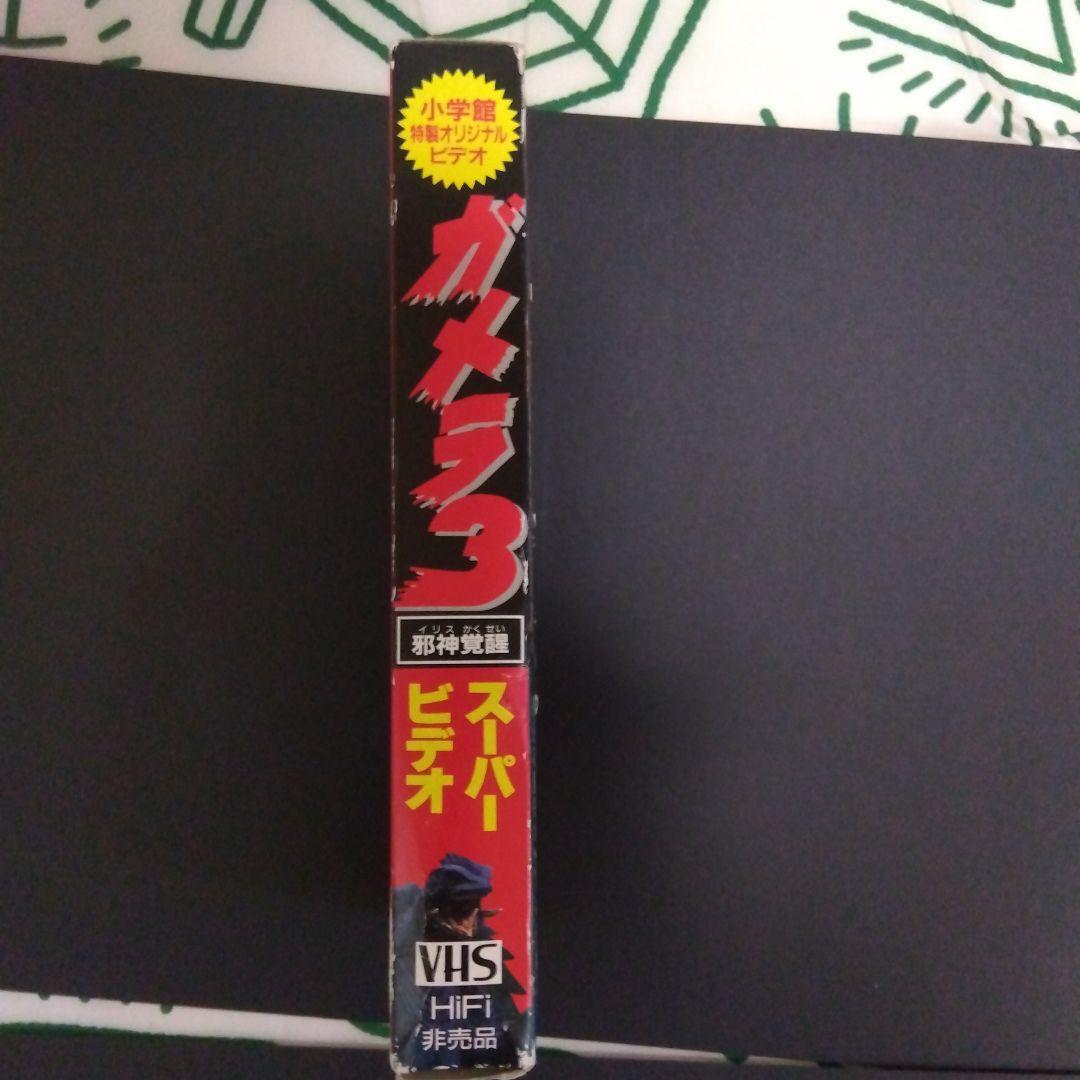 小学館
特製オリジナル
ビデオ
ガメラ3
イリス がく せい
邪神覚醒
スーパー
ビデオ
VHS
HiFi
非売品